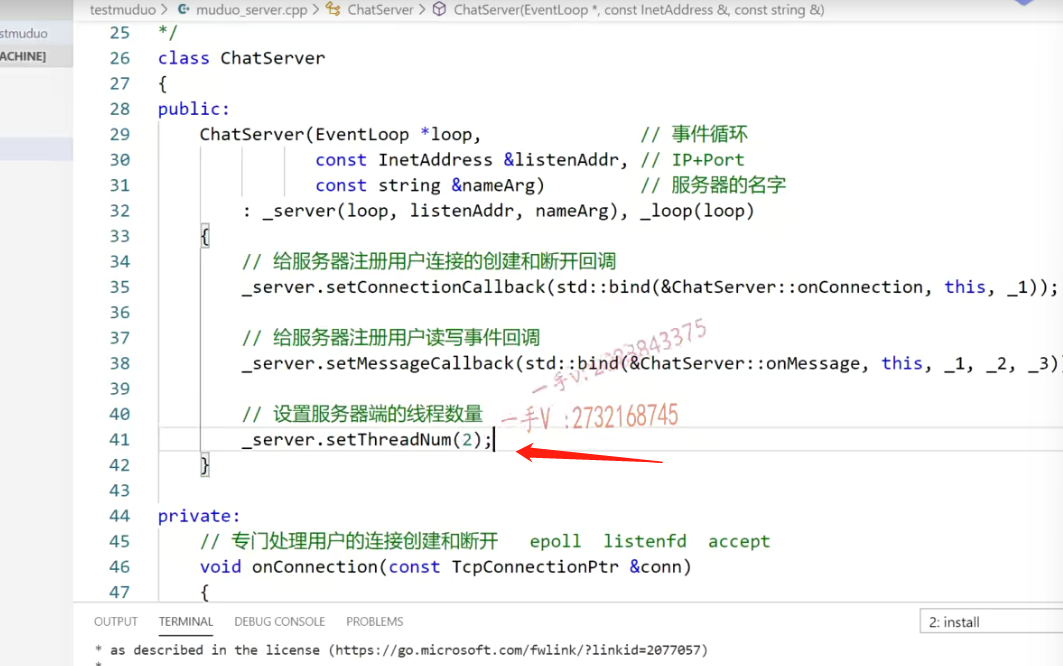 testmuduo > muduo_server.cpp > ChatServer > ChatServer(EventLoop *, const InetAddress &, const string &)
stmuduo
ACHINE]
25 */
26 class ChatServer
27 {
28 public:
29 ChatServer(EventLoop *loop, // 事件循环
30 const InetAddress &listenAddr, // IP+Port
31 const string &nameArg) // 服务器的名字
32 : _server(loop, listenAddr, nameArg), _loop(loop)
33 {
34 // 给服务器注册用户连接的创建和断开回调
35 _server.setConnectionCallback(std::bind(&ChatServer::onConnection, this, _1));
36
37 // 给服务器注册用户读写事件回调
38 _server.setMessageCallback(std::bind(&ChatServer::onMessage, this, _1, _2, _3)
39
40 // 设置服务器端的线程数量
一手V :2732168745
41 _server.setThreadNum(2);
42 }
43
44 private:
45 // 专门处理用户的连接创建和断开 epoll listenfd accept
46 void onConnection(const TcpConnectionPtr &conn)
47 {
OUTPUT TERMINAL DEBUG CONSOLE PROBLEMS 2: install
* as described in the license (https://go.microsoft.com/fwlink/?linkid=2077057)
*